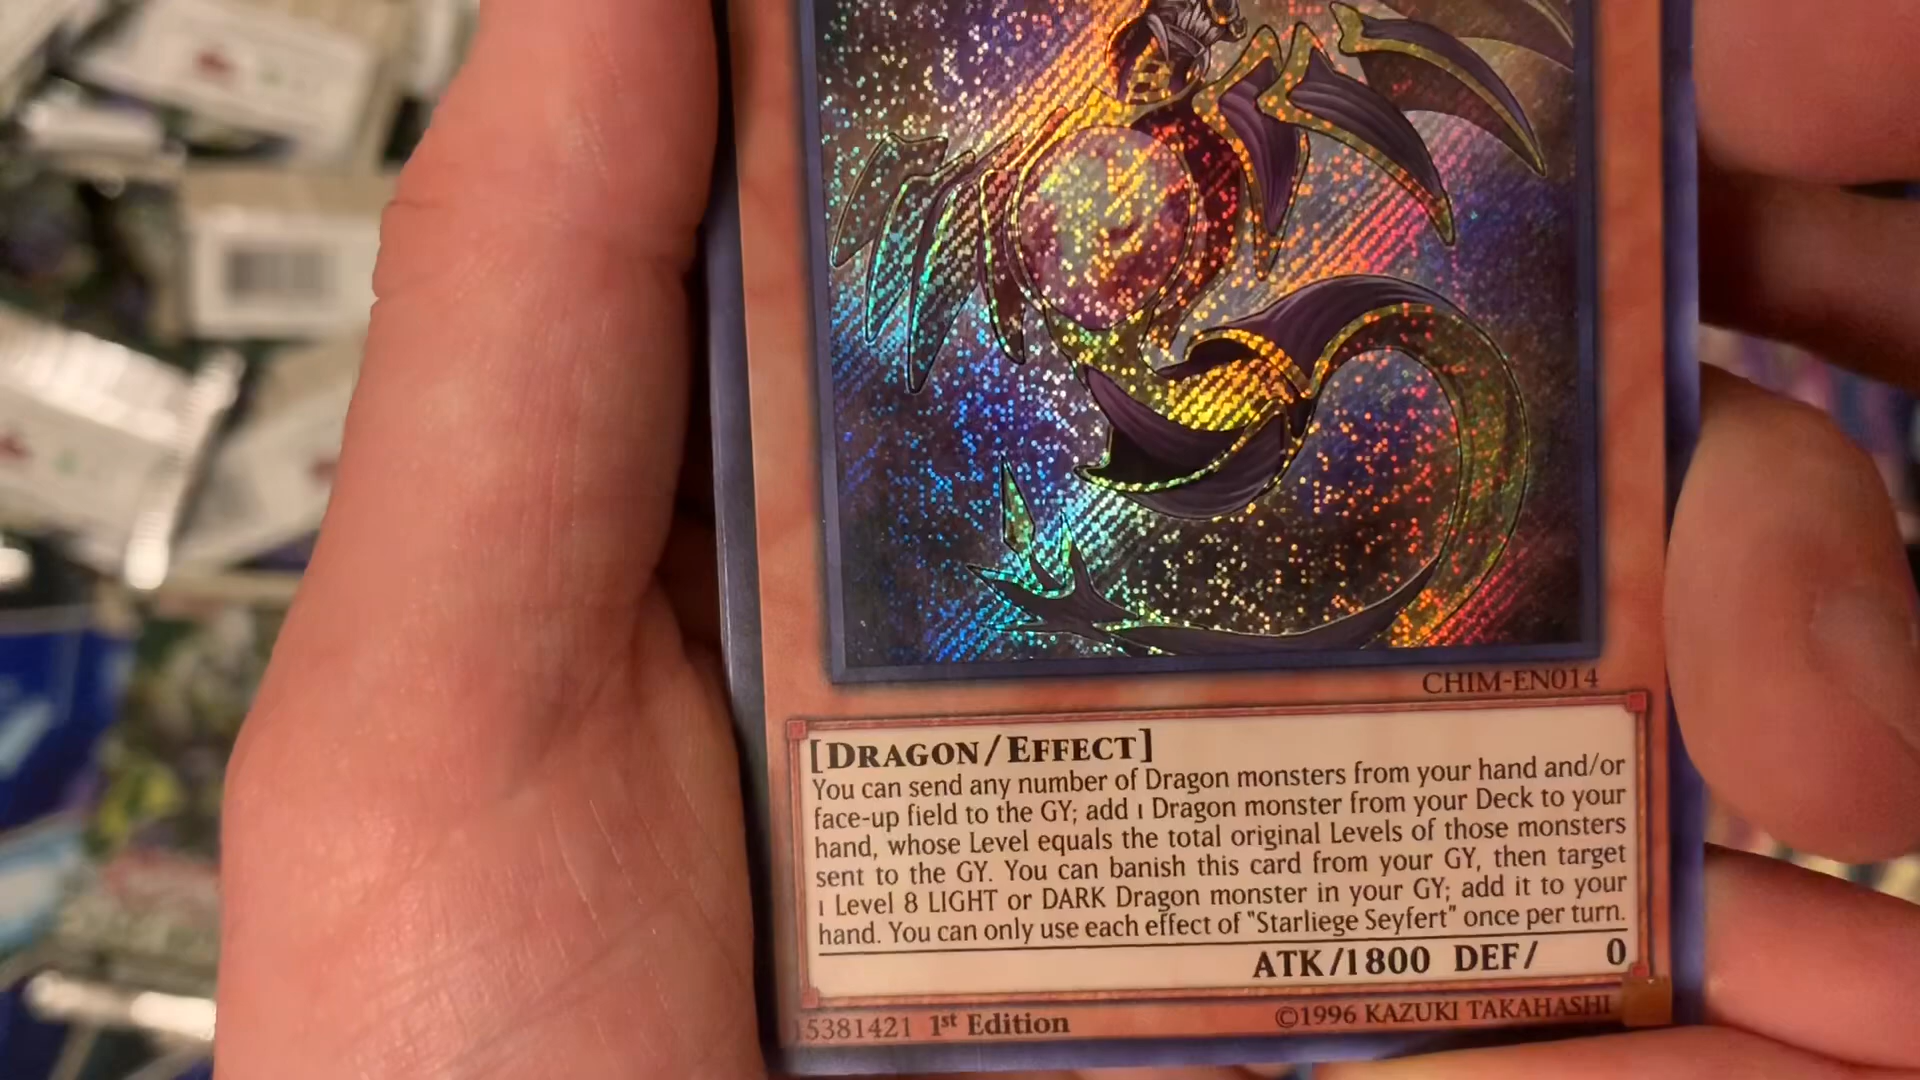 CHIM-EN014
[DRAGON/EFFECT]
You can send any number of Dragon monsters from your hand and/or
face-up field to the GY; add 1 Dragon monster from your Deck to your
hand, whose Level equals the total original Levels of those monsters
sent to the GY. You can banish this card from your GY, then target
1 Level 8 LIGHT or DARK Dragon monster in your GY; add it to your
hand. You can only use each effect of "Starliege Seyfert" once per turn.
ATK/1800 DEF/ 0
15381421 1st Edition
©1996 KAZUKI TAKAHASHI